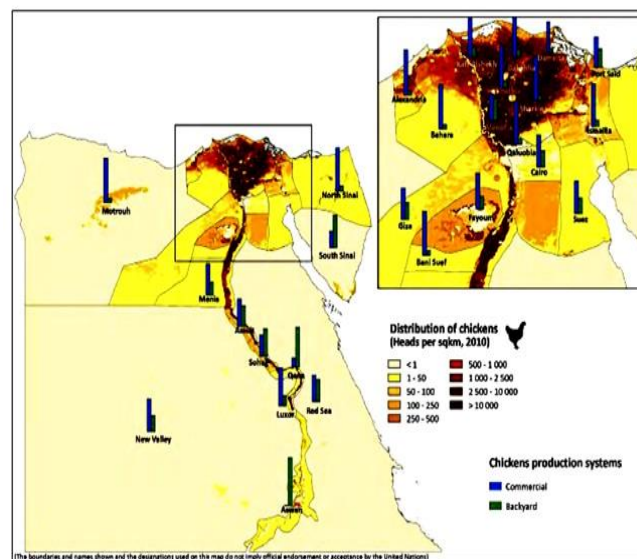 Alexandria
Port Said
Behera
Ismailia
Qaluobia
Cairo
Fayoum
Giza
Suez
Beni Suef
Matrouh
North Sinai
South Sinai
Menia
Sohag
Qena
Luxor
Red Sea
New Valley
Aswan
Distribution of chickens
(Heads per sqkm, 2010)
< 1
1 - 50
50 - 100
100 - 250
250 - 500
500 - 1 000
1 000 - 2 500
2 500 - 10 000
> 10 000
Chickens production systems
Commercial
Backyard
(The boundaries and names shown and the designations used on this map do not imply official endorsement or acceptance by the United Nations)